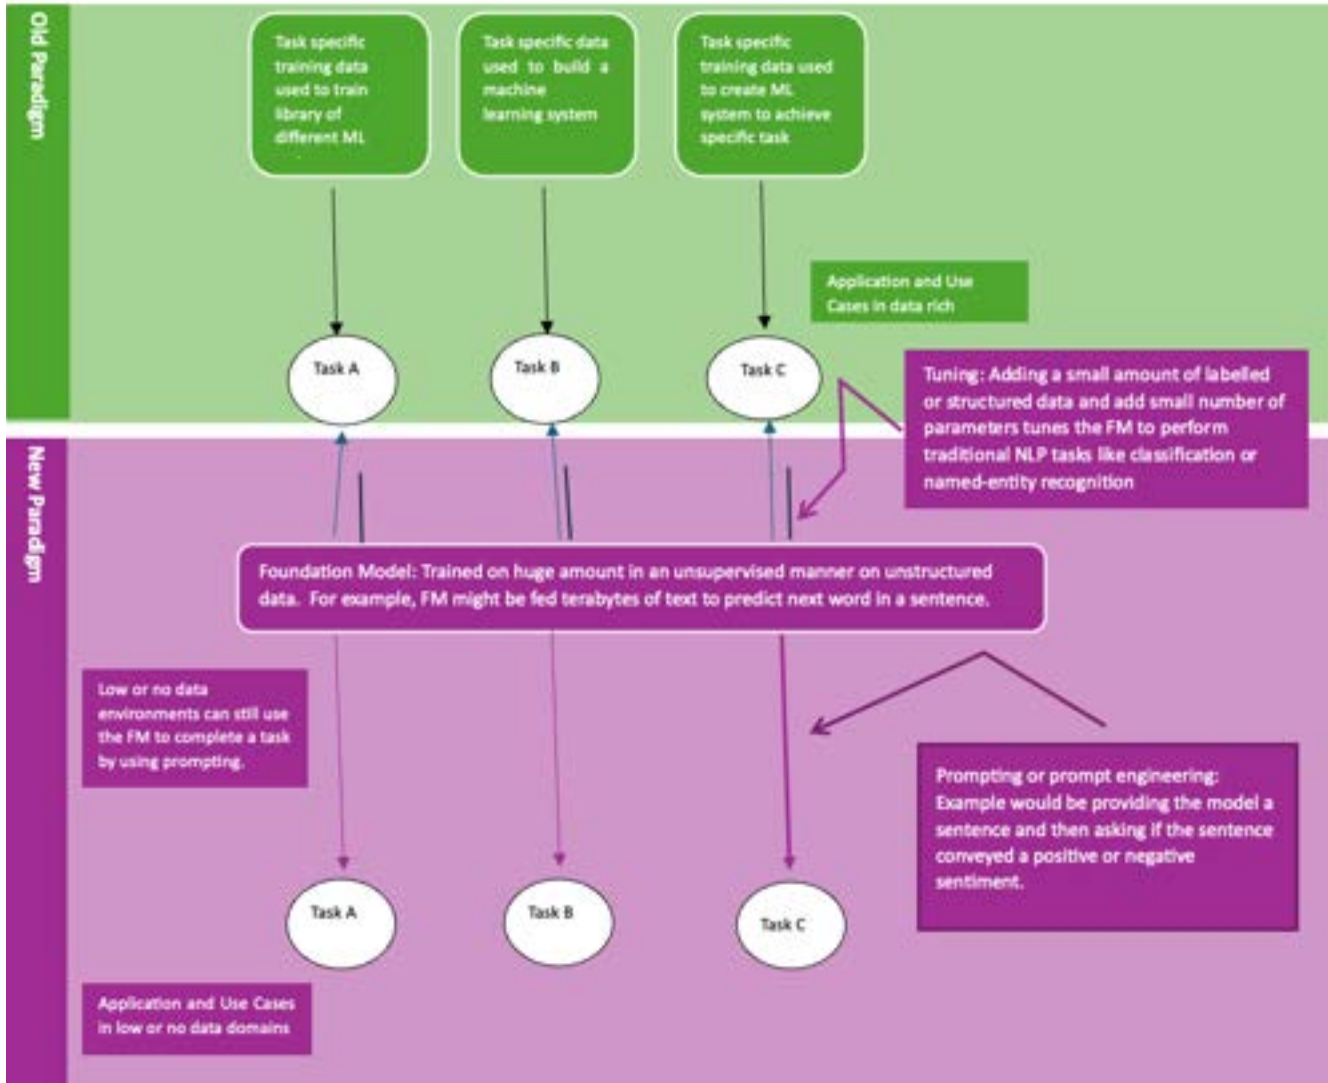 Old Paradigm
Task specific
training data
used to train
library of
different ML
.
Task specific data
used to build a
machine
learning system
Task specific
training data used
to create ML
system to achieve
specific task
Application and Use
Cases in data rich
Task A
Task B
Task C
Tuning: Adding a small amount of labelled
or structured data and add small number of
parameters tunes the FM to perform
traditional NLP tasks like classification or
named-entity recognition
New Paradigm
Foundation Model: Trained on huge amount in an unsupervised manner on unstructured
data. For example, FM might be fed terabytes of text to predict next word in a sentence.
Low or no data
environments can still use
the FM to complete a task
by using prompting.
Prompting or prompt engineering:
Example would be providing the model a
sentence and then asking if the sentence
conveyed a positive or negative
sentiment.
Task A
Task B
Task C
Application and Use Cases
in low or no data domains